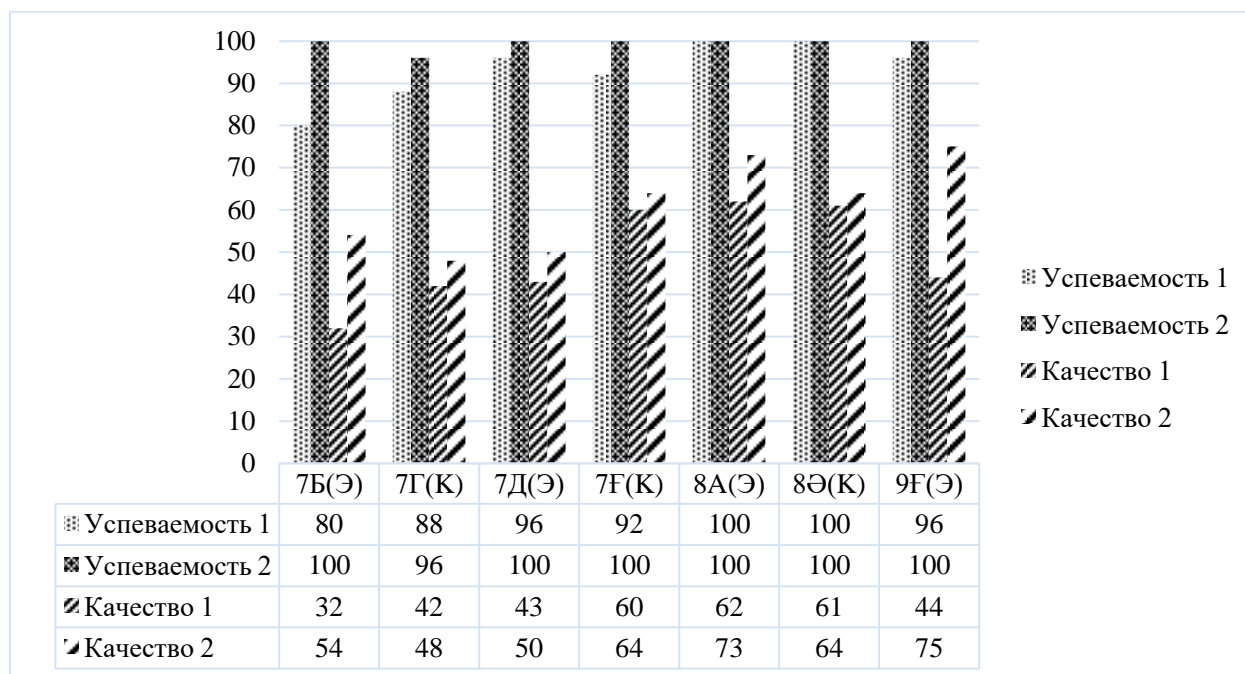 100
90
80
70
60
50
40
30
20
10
0
Успеваемость 1
Успеваемость 2
Качество 1
Качество 2
7Б(Э) 7Г(К) 7Д(Э) 7Ғ(К) 8А(Э) 8Ә(К) 9Ғ(Э)
Успеваемость 1 80 88 96 92 100 100 96
Успеваемость 2 100 96 100 100 100 100 100
Качество 1 32 42 43 60 62 61 44
Качество 2 54 48 50 64 73 64 75